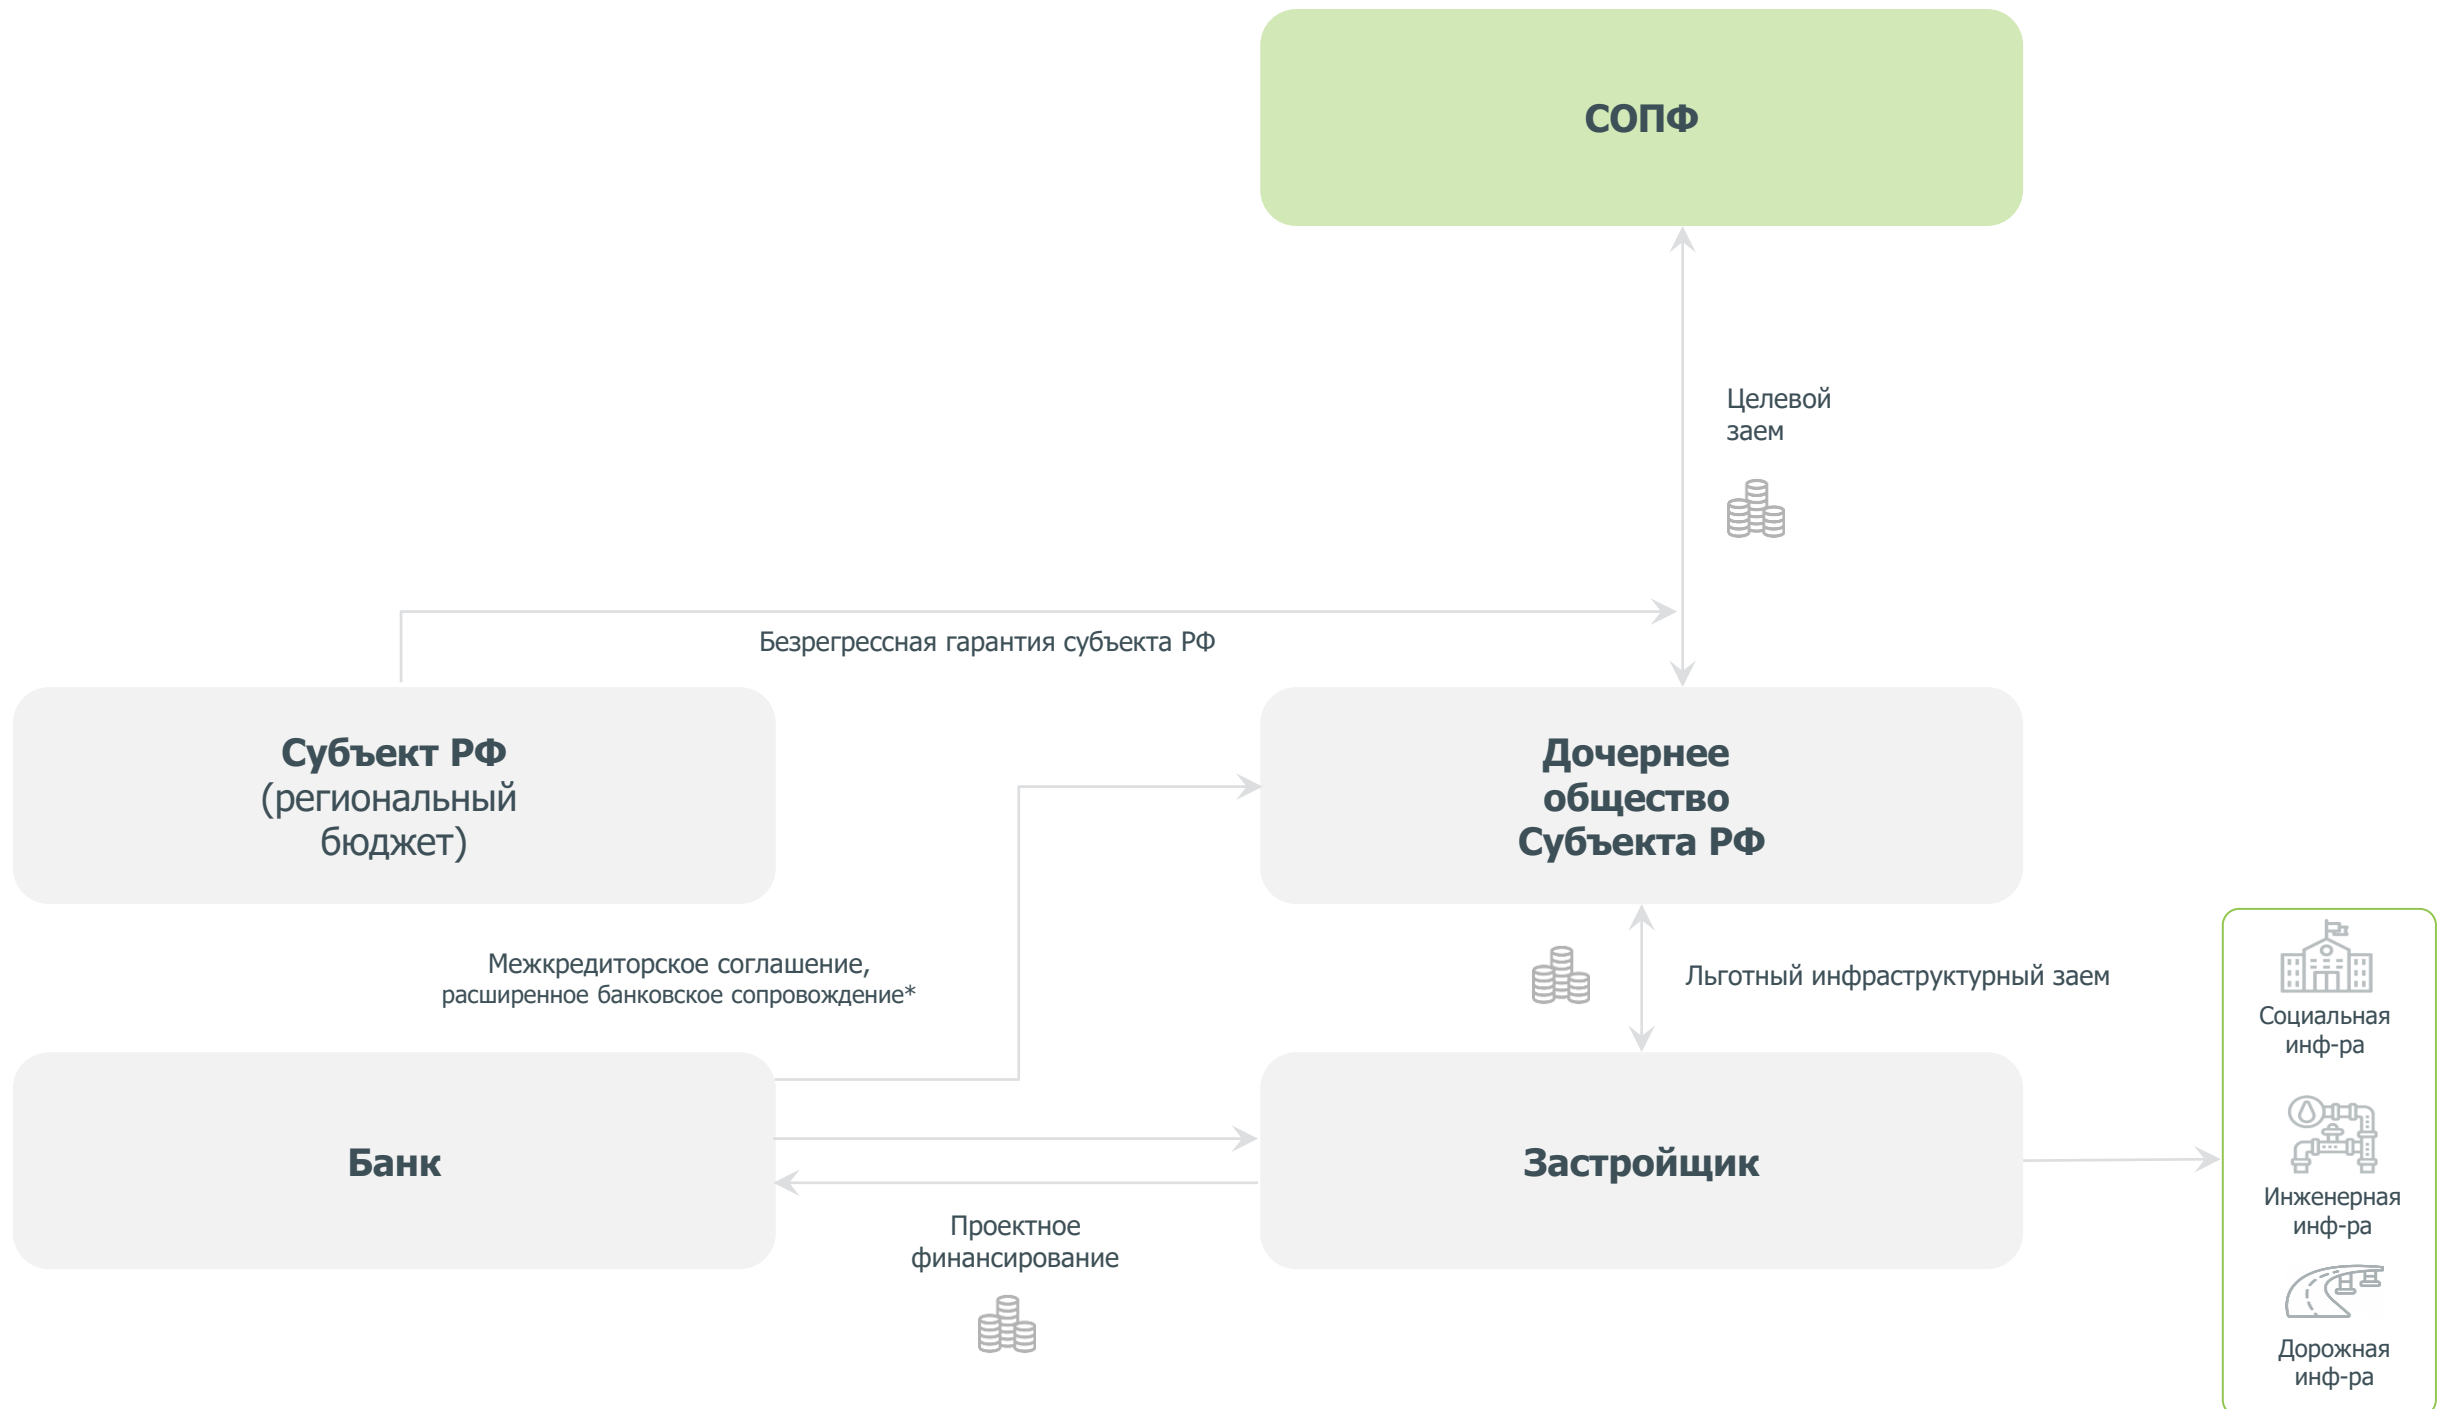 СОПФ
Целевой
заем
Безрегрессная гарантия субъекта РФ
Субъект РФ
(региональный
бюджет)
Дочернее
общество
Субъекта РФ
Межкредиторское соглашение,
расширенное банковское сопровождение*
Льготный инфраструктурный заем
Социальная
инф-ра
Банк
Застройщик
Проектное
финансирование
Инженерная
инф-ра
Дорожная
инф-ра